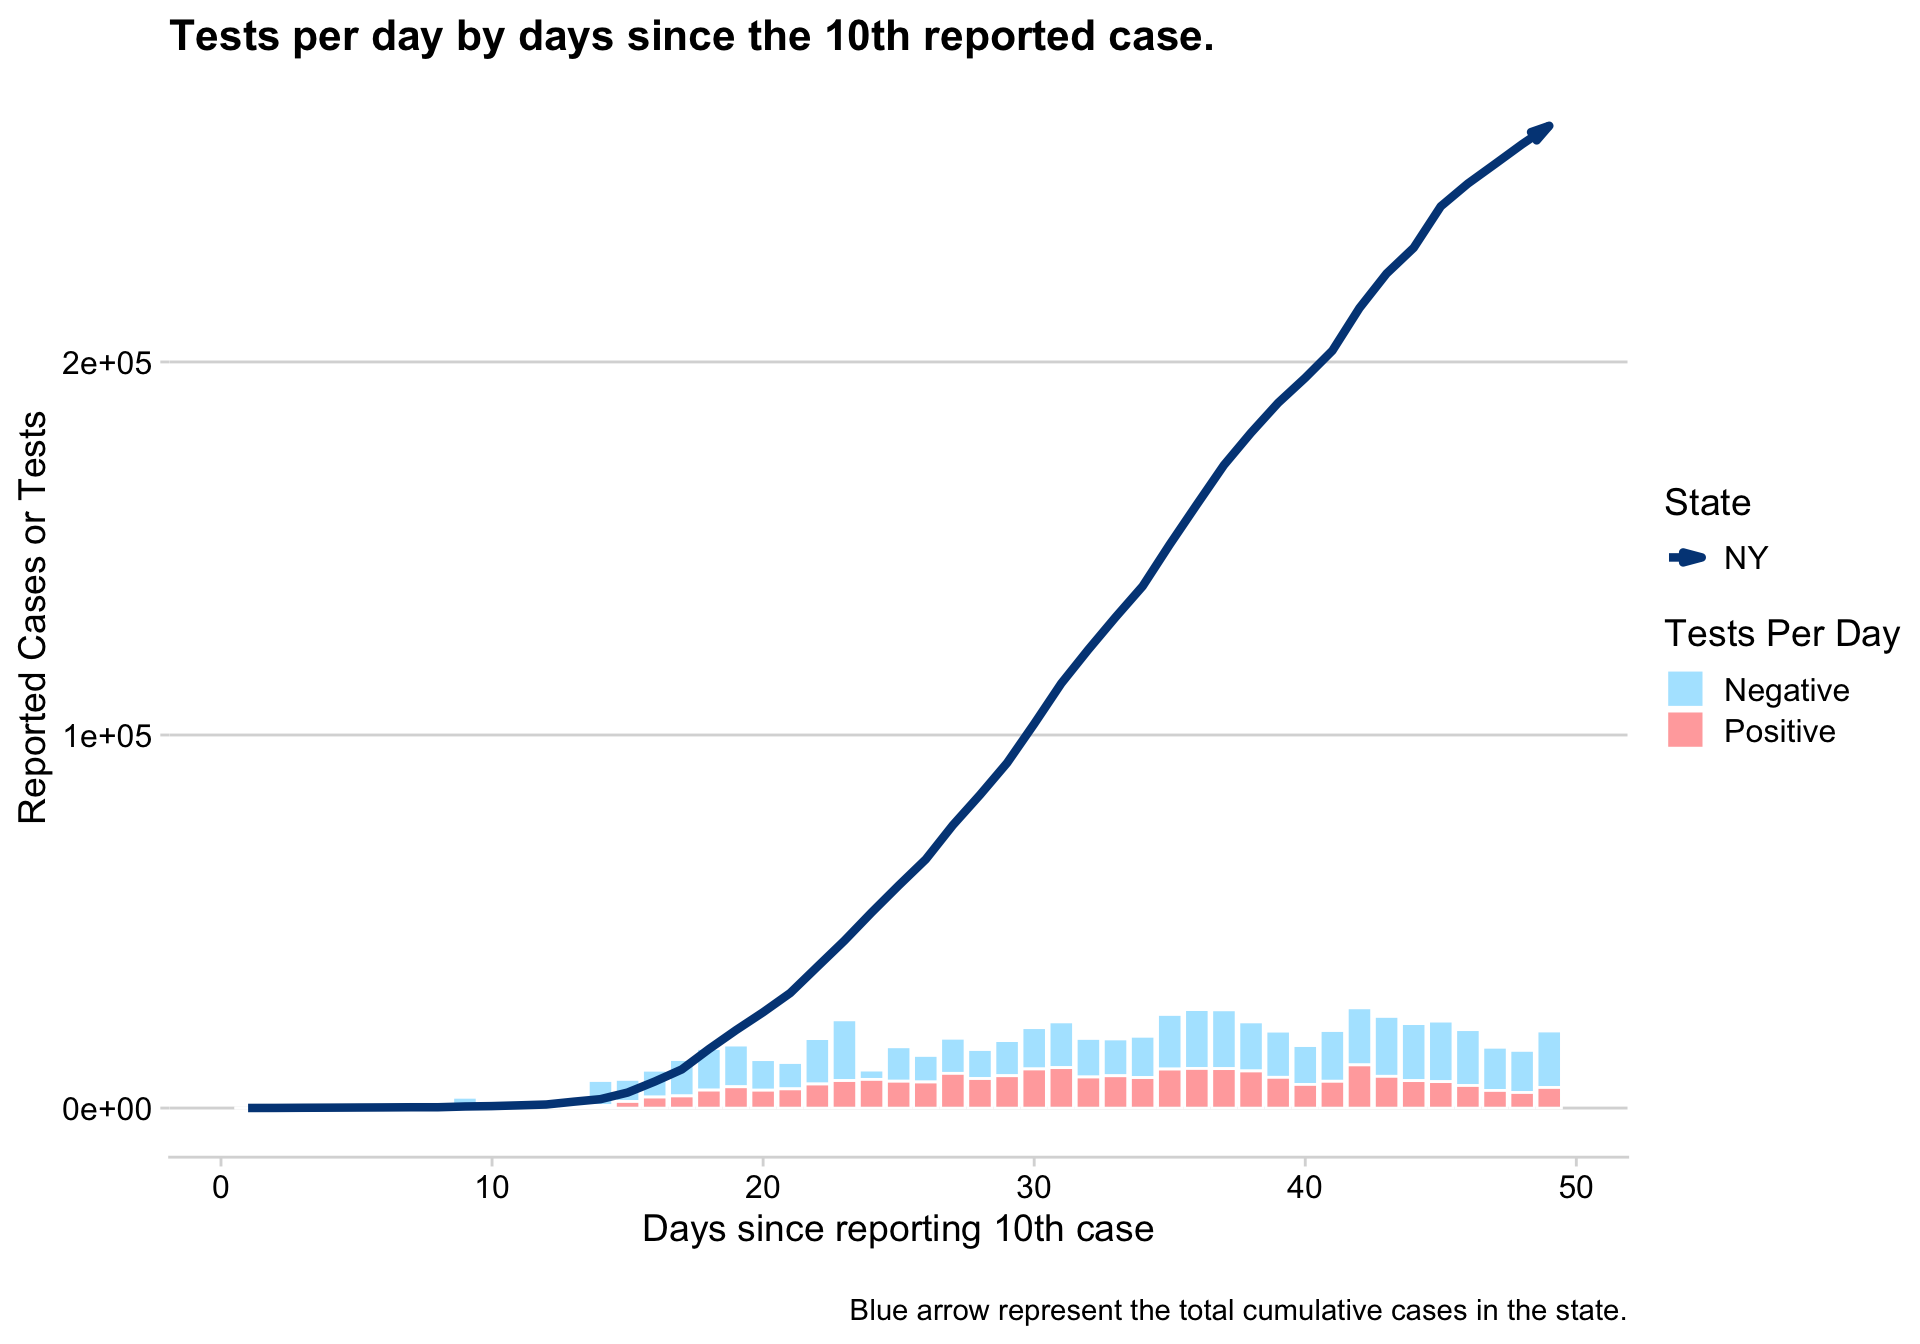 Tests per day by days since the 10th reported case.
Reported Cases or Tests
2e+05
1e+05
0e+00
0 10 20 30 40 50
Days since reporting 10th case
State
NY
Tests Per Day
Negative
Positive
Blue arrow represent the total cumulative cases in the state.